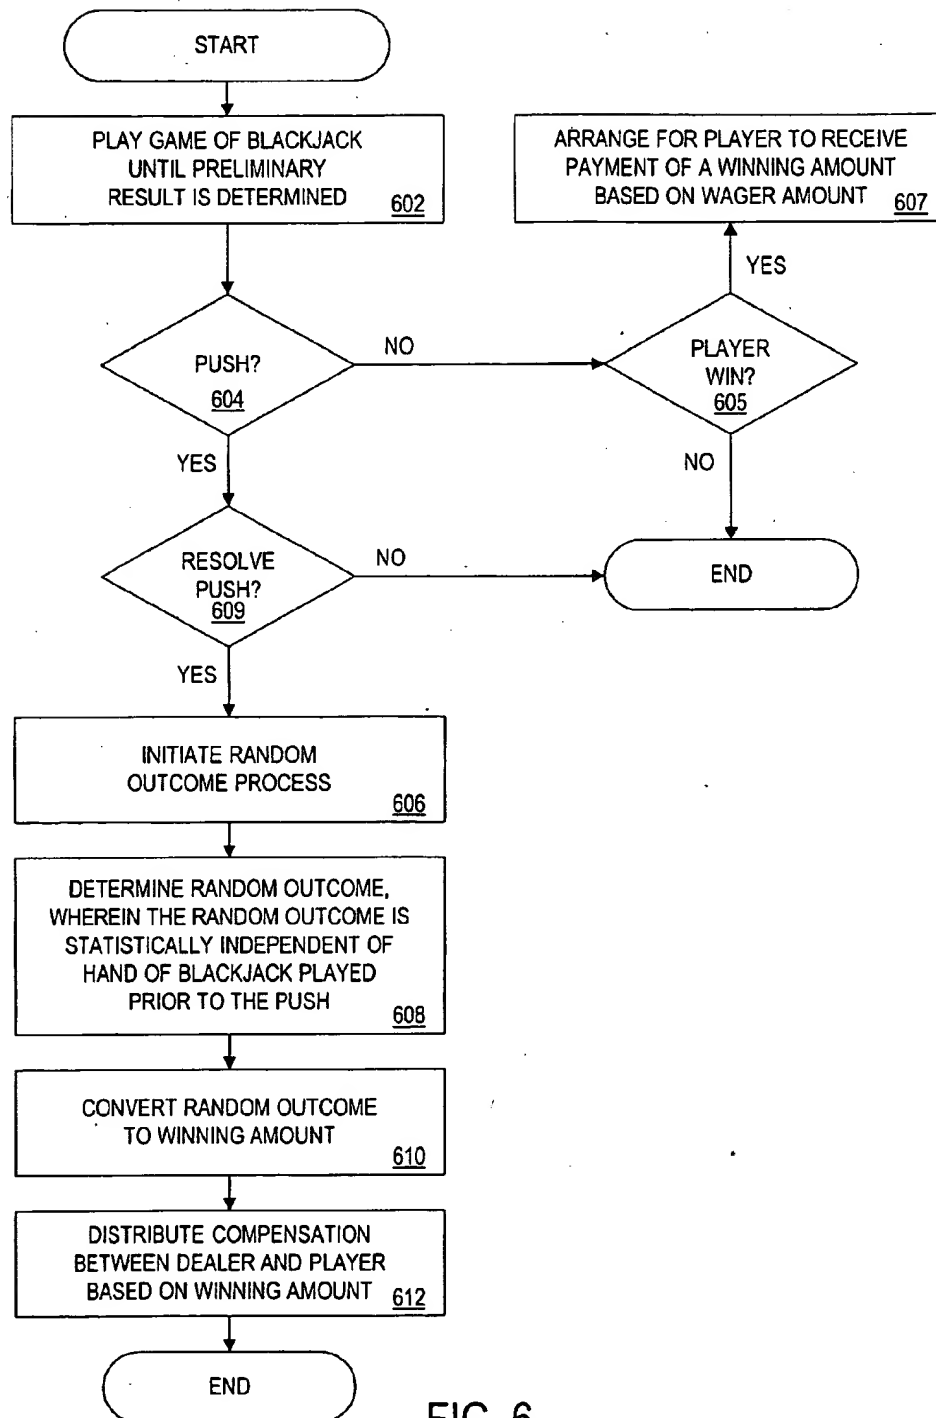 START
PLAY GAME OF BLACKJACK
UNTIL PRELIMINARY
RESULT IS DETERMINED
602
ARRANGE FOR PLAYER TO RECEIVE
PAYMENT OF A WINNING AMOUNT
BASED ON WAGER AMOUNT
607
YES
PUSH?
604
NO
PLAYER
WIN?
605
YES
NO
RESOLVE
PUSH?
609
NO
END
YES
INITIATE RANDOM
OUTCOME PROCESS
606
DETERMINE RANDOM OUTCOME,
WHEREIN THE RANDOM OUTCOME IS
STATISTICALLY INDEPENDENT OF
HAND OF BLACKJACK PLAYED
PRIOR TO THE PUSH
608
CONVERT RANDOM OUTCOME
TO WINNING AMOUNT
610
DISTRIBUTE COMPENSATION
BETWEEN DEALER AND PLAYER
BASED ON WINNING AMOUNT
612
END
FIG. 6